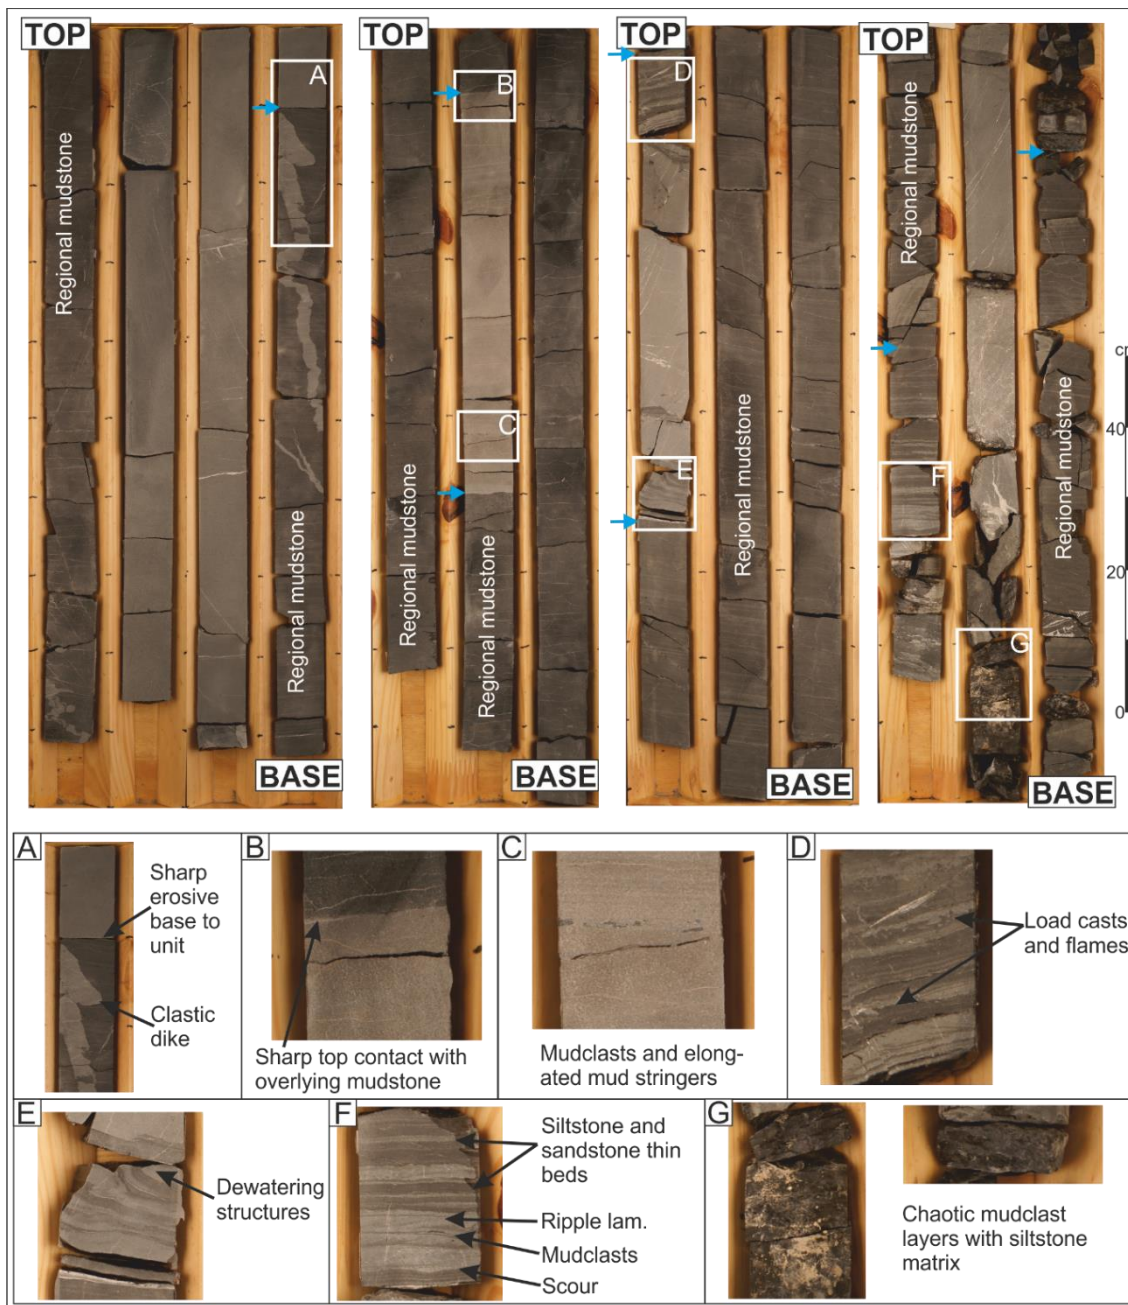 TOP
A
Regional mudstone
Regional mudstone
BASE
TOP
B
C
Regional mudstone
Regional mudstone
BASE
TOP
D
E
Regional mudstone
BASE
TOP
Regional mudstone
F
G
Regional mudstone
BASE
cm
40
20
0
A
Sharp
erosive
base to
unit
Clastic
dike
B
Sharp top contact with
overlying mudstone
C
Mudclasts and elong-
ated mud stringers
D
Load casts
and flames
E
Dewatering
structures
F
Siltstone and
sandstone thin
beds
Ripple lam.
Mudclasts
Scour
G
Chaotic mudclast
layers with siltstone
matrix